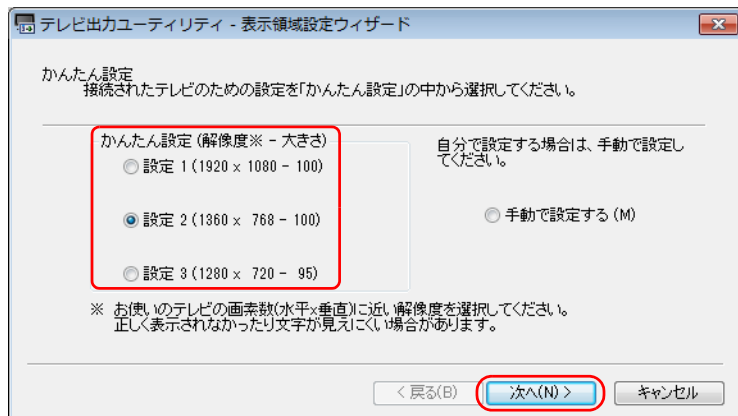 テレビ出力ユーティリティ - 表示領域設定ウィザード
かんたん設定
接続されたテレビのための設定を「かんたん設定」の中から選択してください。
かんたん設定 (解像度※ - 大きさ)
設定 1 (1920 x 1080 - 100)
設定 2 (1360 x 768 - 100)
設定 3 (1280 x 720 - 95)
自分で設定する場合は、手動で設定し
てください。
手動で設定する (M)
※ お使いのテレビの画素数(水平x垂直)に近い解像度を選択してください。
正しく表示されなかったり文字が見えにくい場合があります。
< 戻る(B)
次へ(N) >
キャンセル